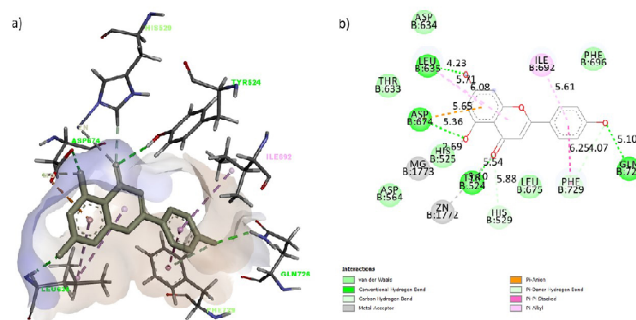 a)
b)
HIS525
TYR524
ASP674
ILE692
GLN726
ASP
B:634
LEU
B:635
4.23
5.71
6.08
ILE
B:692
PHE
B:696
THR
B:633
5.61
ASP
B:674
5.65
5.36
HIS
B:525
MG
B:1773
TYR
B:524
5.54
5.88
6.25
4.07
5.10
ASP
B:564
ZN
B:1772
B:529
LEU
B:675
PHE
B:729
GLN
Interactions
van der Waals
Conventional Hydrogen Bond
Carbon Hydrogen Bond
Metal-Acceptor
Pi-Anion
Pi-Donor Hydrogen Bond
Pi-Pi Stacked
Pi-Alkyl